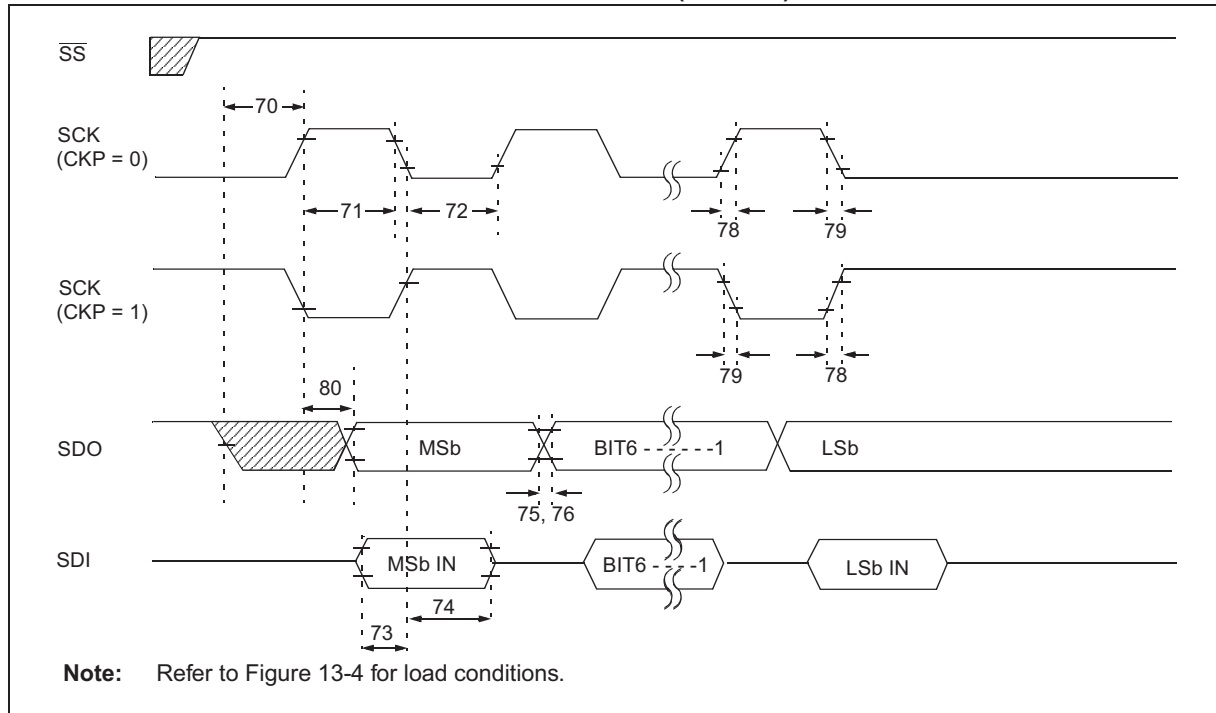 SS
70
SCK
(CKP = 0)
71
72
78
79
SCK
(CKP = 1)
79
78
80
SDO
MSb
BIT6 - - - - - -1
LSb
75, 76
SDI
MSb IN
BIT6 - - - -1
LSb IN
74
73
Note: Refer to Figure 13-4 for load conditions.